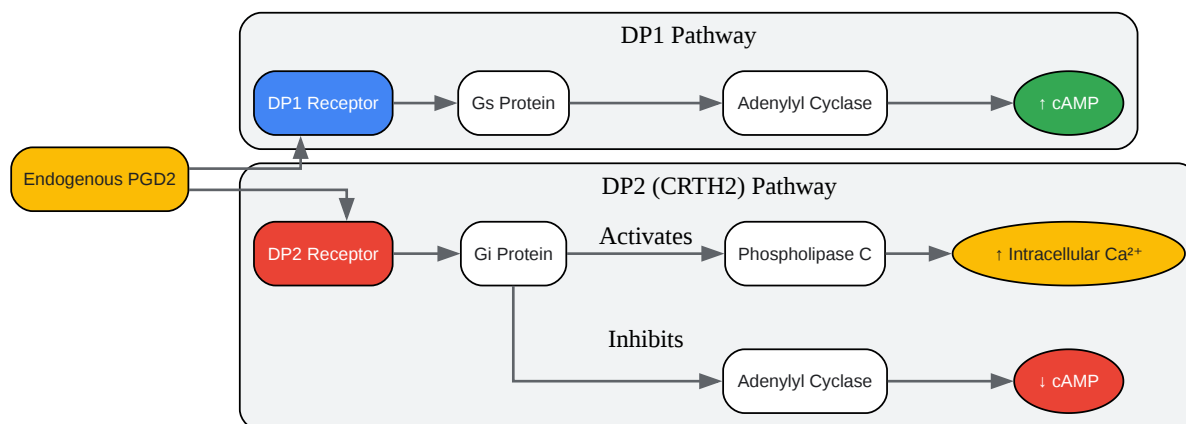 DP1 Pathway
DP1 Receptor
Gs Protein
Adenylyl Cyclase
↑ cAMP
Endogenous PGD2
DP2 (CRTH2) Pathway
DP2 Receptor
Gi Protein
Activates
Phospholipase C
↑ Intracellular Ca²⁺
Inhibits
Adenylyl Cyclase
↓ cAMP